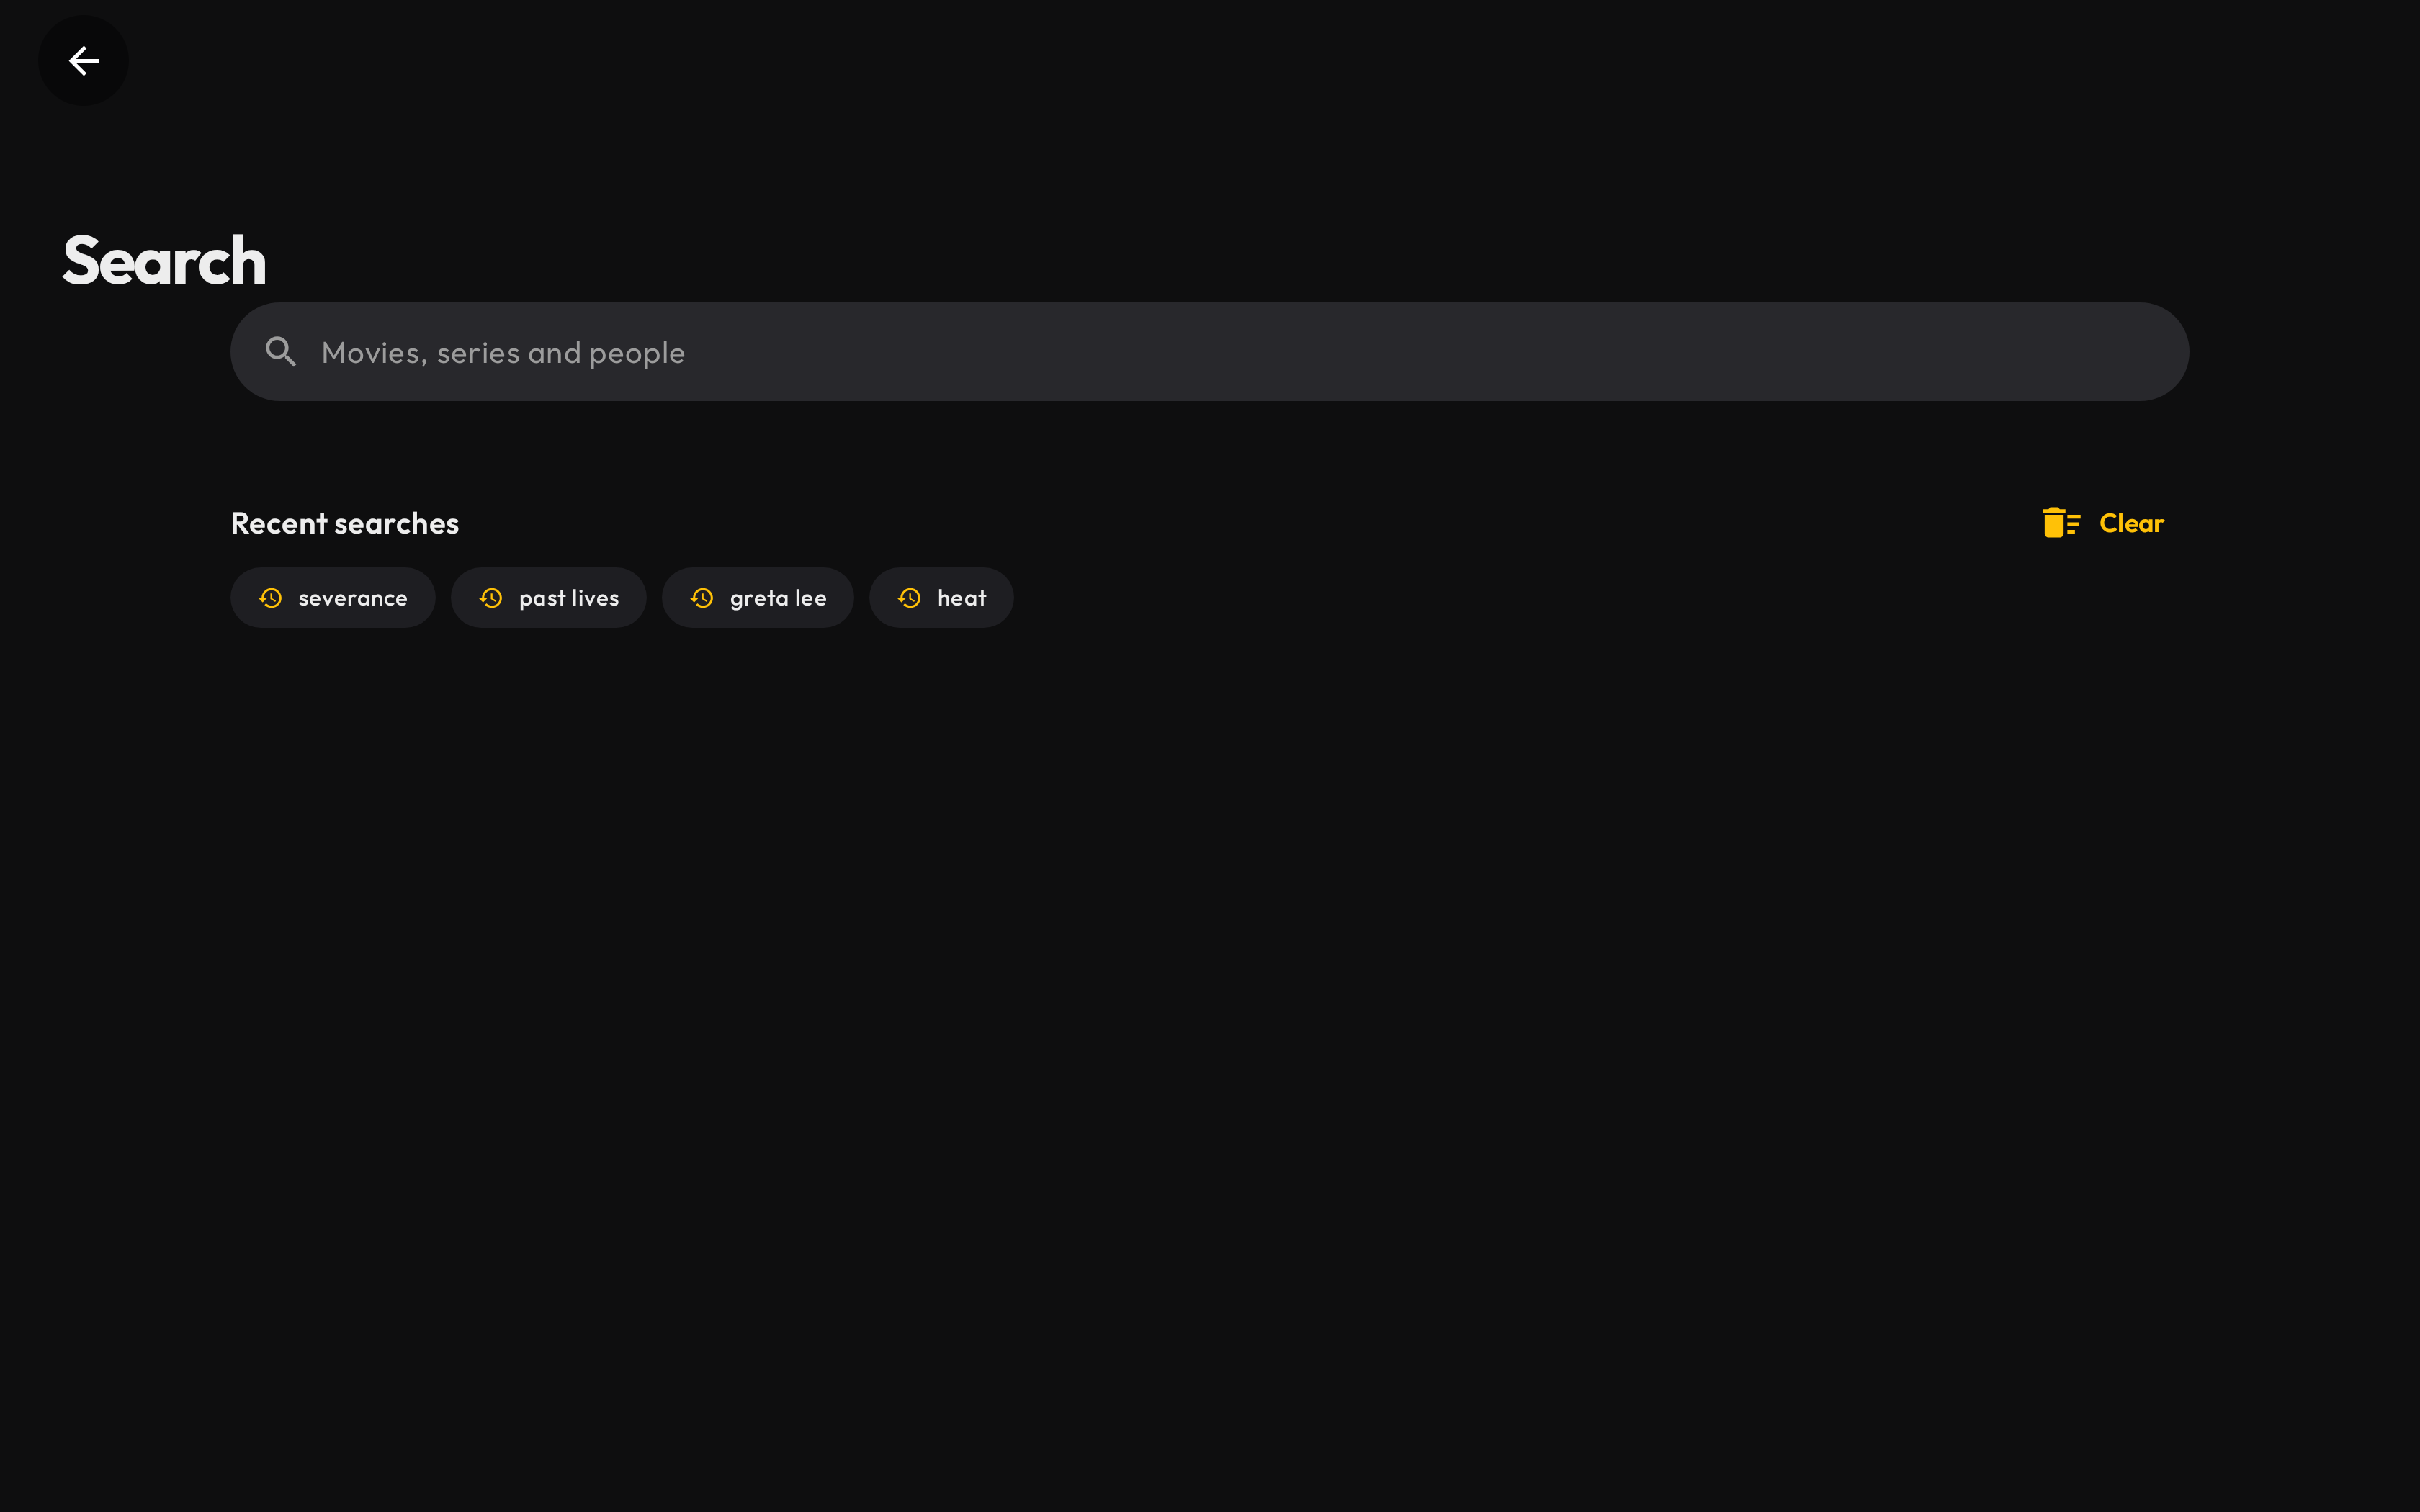 Search
Movies, series and people
Recent searches
Clear
severance
past lives
greta lee
heat